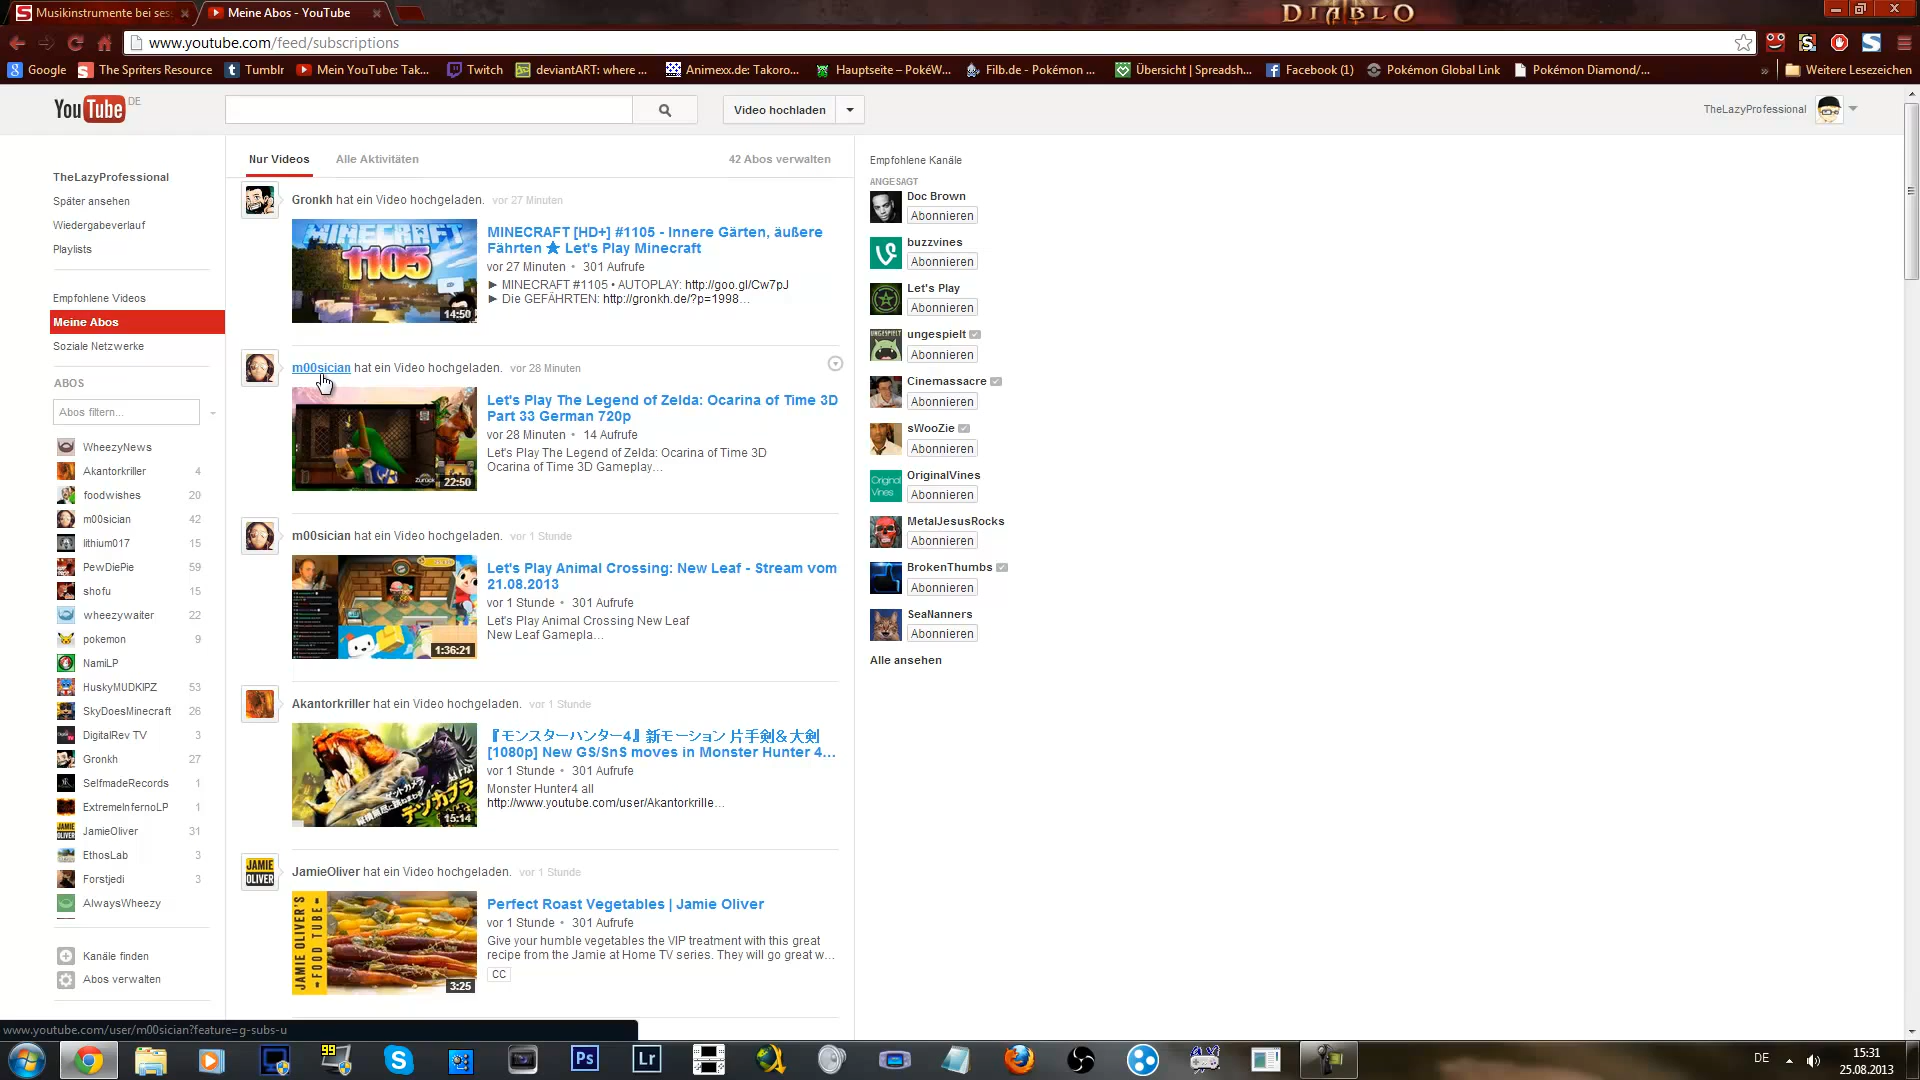 Musikinstrumente bei ses
Meine Abos - YouTube
DIABLO
www.youtube.com/feed/subscriptions
Google
The Spriters Resource
Tumblr
Mein YouTube: Tak...
Twitch
deviantART: where ...
Animexx.de: Takoro...
Hauptseite – PokéW...
Filb.de - Pokémon ...
Übersicht | Spreadsh...
Facebook (1)
Pokémon Global Link
Pokémon Diamond/...
»
Weitere Lesezeichen
YouTube DE
Video hochladen
TheLazyProfessional
TheLazyProfessional
Später ansehen
Wiedergabeverlauf
Playlists
Empfohlene Videos
Meine Abos
Soziale Netzwerke
ABOS
Abos filtern...
WheezyNews
Akantorkriller 4
foodwishes 20
m00sician 42
lithium017 15
PewDiePie 59
shofu 15
wheezywaiter 22
pokemon 9
NamiLP
HuskyMUDKIPZ 53
SkyDoesMinecraft 26
DigitalRev TV 3
Gronkh 27
SelfmadeRecords 1
ExtremeInfernoLP 1
JamieOliver 31
EthosLab 3
Forstjedi 3
AlwaysWheezy
Kanäle finden
Abos verwalten
Nur Videos
Alle Aktivitäten
42 Abos verwalten
Gronkh hat ein Video hochgeladen. vor 27 Minuten
MINECRAFT
1105
14:50
MINECRAFT [HD+] #1105 - Innere Gärten, äußere
Fährten ★ Let's Play Minecraft
vor 27 Minuten • 301 Aufrufe
► MINECRAFT #1105 • AUTOPLAY: http://goo.gl/Cw7pJ
► Die GEFÄHRTEN: http://gronkh.de/?p=1998...
m00sician hat ein Video hochgeladen. vor 28 Minuten
Zurück
22:50
Let's Play The Legend of Zelda: Ocarina of Time 3D
Part 33 German 720p
vor 28 Minuten • 14 Aufrufe
Let's Play The Legend of Zelda: Ocarina of Time 3D
Ocarina of Time 3D Gameplay...
m00sician hat ein Video hochgeladen. vor 1 Stunde
1:36:21
Let's Play Animal Crossing: New Leaf - Stream vom
21.08.2013
vor 1 Stunde • 301 Aufrufe
Let's Play Animal Crossing New Leaf
New Leaf Gamepla...
Akantorkriller hat ein Video hochgeladen. vor 1 Stunde
テツカブラ
15:14
『モンスターハンター4』新モーション 片手剣&大剣
[1080p] New GS/SnS moves in Monster Hunter 4...
vor 1 Stunde • 301 Aufrufe
Monster Hunter4 all
http://www.youtube.com/user/Akantorkrille...
JAMIE
OLIVER
JamieOliver hat ein Video hochgeladen. vor 1 Stunde
JAMIE OLIVER'S
=FOOD TUBE=
3:25
Perfect Roast Vegetables | Jamie Oliver
vor 1 Stunde • 301 Aufrufe
Give your humble vegetables the VIP treatment with this great
recipe from the Jamie at Home TV series. They will go great w...
CC
Empfohlene Kanäle
ANGESAGT
Doc Brown
Abonnieren
buzzvines
Abonnieren
Let's Play
Abonnieren
UNGESPIELT
ungespielt
Abonnieren
Cinemassacre
Abonnieren
sWooZie
Abonnieren
Original
Vines
OriginalVines
Abonnieren
MetalJesusRocks
Abonnieren
BrokenThumbs
Abonnieren
SeaNanners
Abonnieren
Alle ansehen
www.youtube.com/user/m00sician?feature=g-subs-u
99
Ps
Lr
DE
15:31
25.08.2013